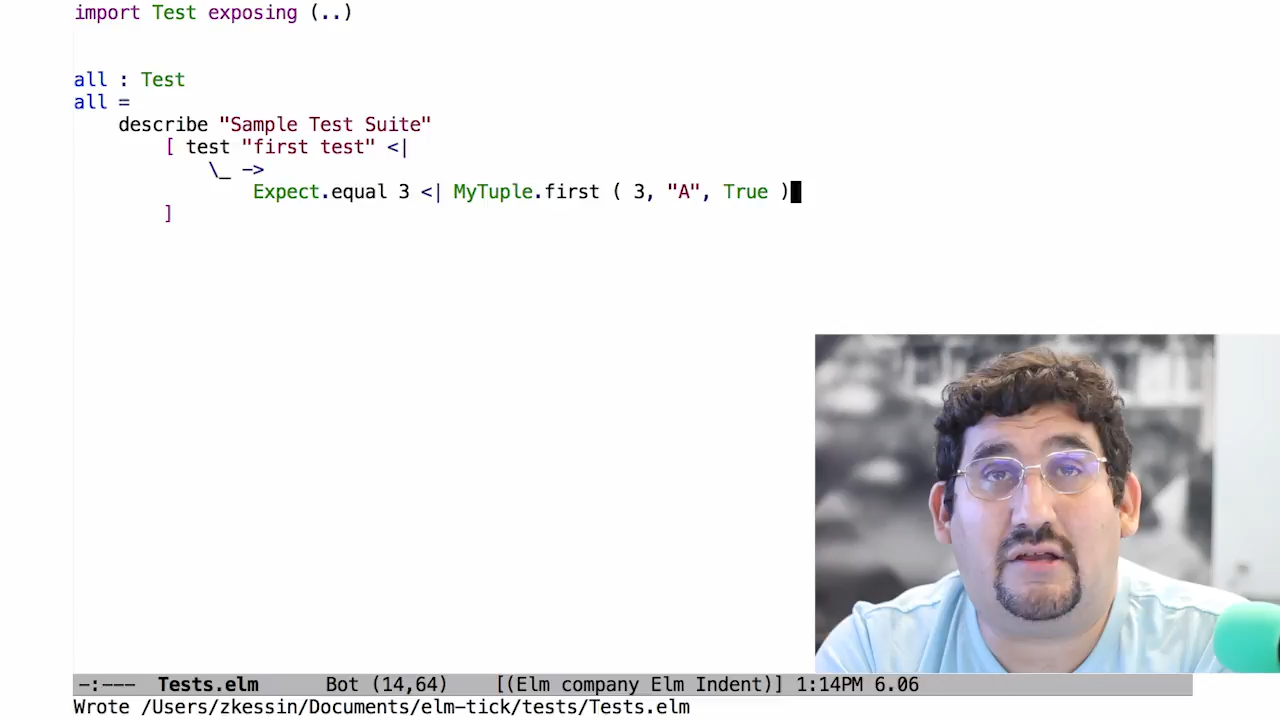 import Test exposing (..)
all : Test
all =
describe "Sample Test Suite"
[ test "first test" <|
\_ ->
Expect.equal 3 <| MyTuple.first ( 3, "A", True )
]
-:--- Tests.elm Bot (14,64) [(Elm company Elm Indent)] 1:14PM 6.06
Wrote /Users/zkessin/Documents/elm-tick/tests/Tests.elm